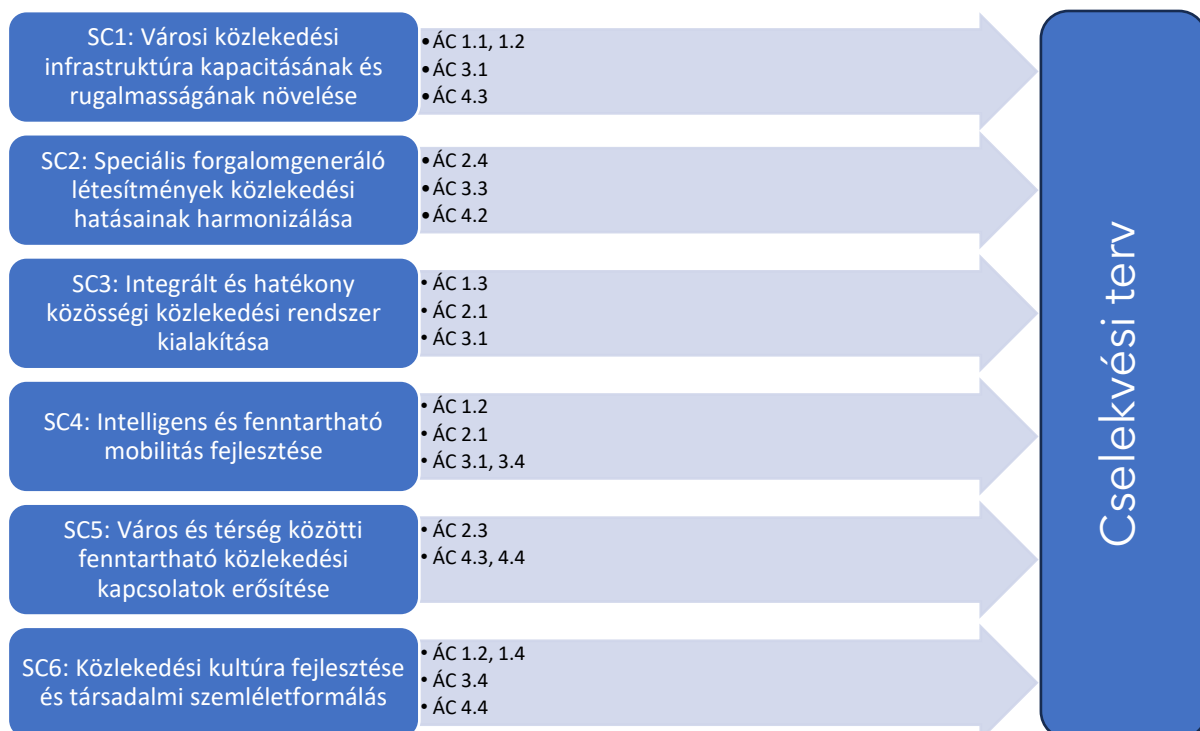 SC1: Városi közlekedési
infrastruktúra kapacitásának és
rugalmasságának növelése
• ÁC 1.1, 1.2
• ÁC 3.1
• ÁC 4.3
SC2: Speciális forgalomgeneráló
létesítmények közlekedési
hatásainak harmonizálása
• ÁC 2.4
• ÁC 3.3
• ÁC 4.2
SC3: Integrált és hatékony
közösségi közlekedési rendszer
kialakítása
• ÁC 1.3
• ÁC 2.1
• ÁC 3.1
SC4: Intelligens és fenntartható
mobilitás fejlesztése
• ÁC 1.2
• ÁC 2.1
• ÁC 3.1, 3.4
SC5: Város és térség közötti
fenntartható közlekedési
kapcsolatok erősítése
• ÁC 2.3
• ÁC 4.3, 4.4
SC6: Közlekedési kultúra fejlesztése
és társadalmi szemléletformálás
• ÁC 1.2, 1.4
• ÁC 3.4
• ÁC 4.4
Cselekvési terv